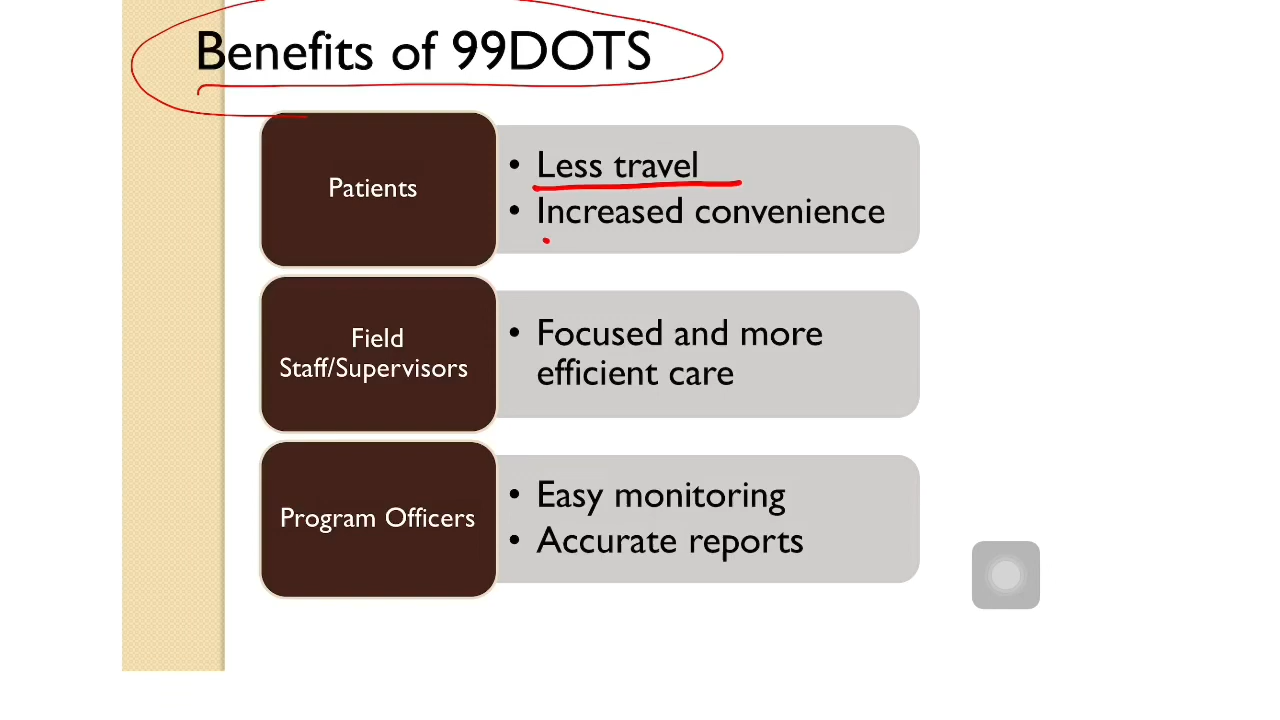 Benefits of 99DOTS
Patients
• Less travel
• Increased convenience
Field
Staff/Supervisors
• Focused and more
efficient care
Program Officers
• Easy monitoring
• Accurate reports